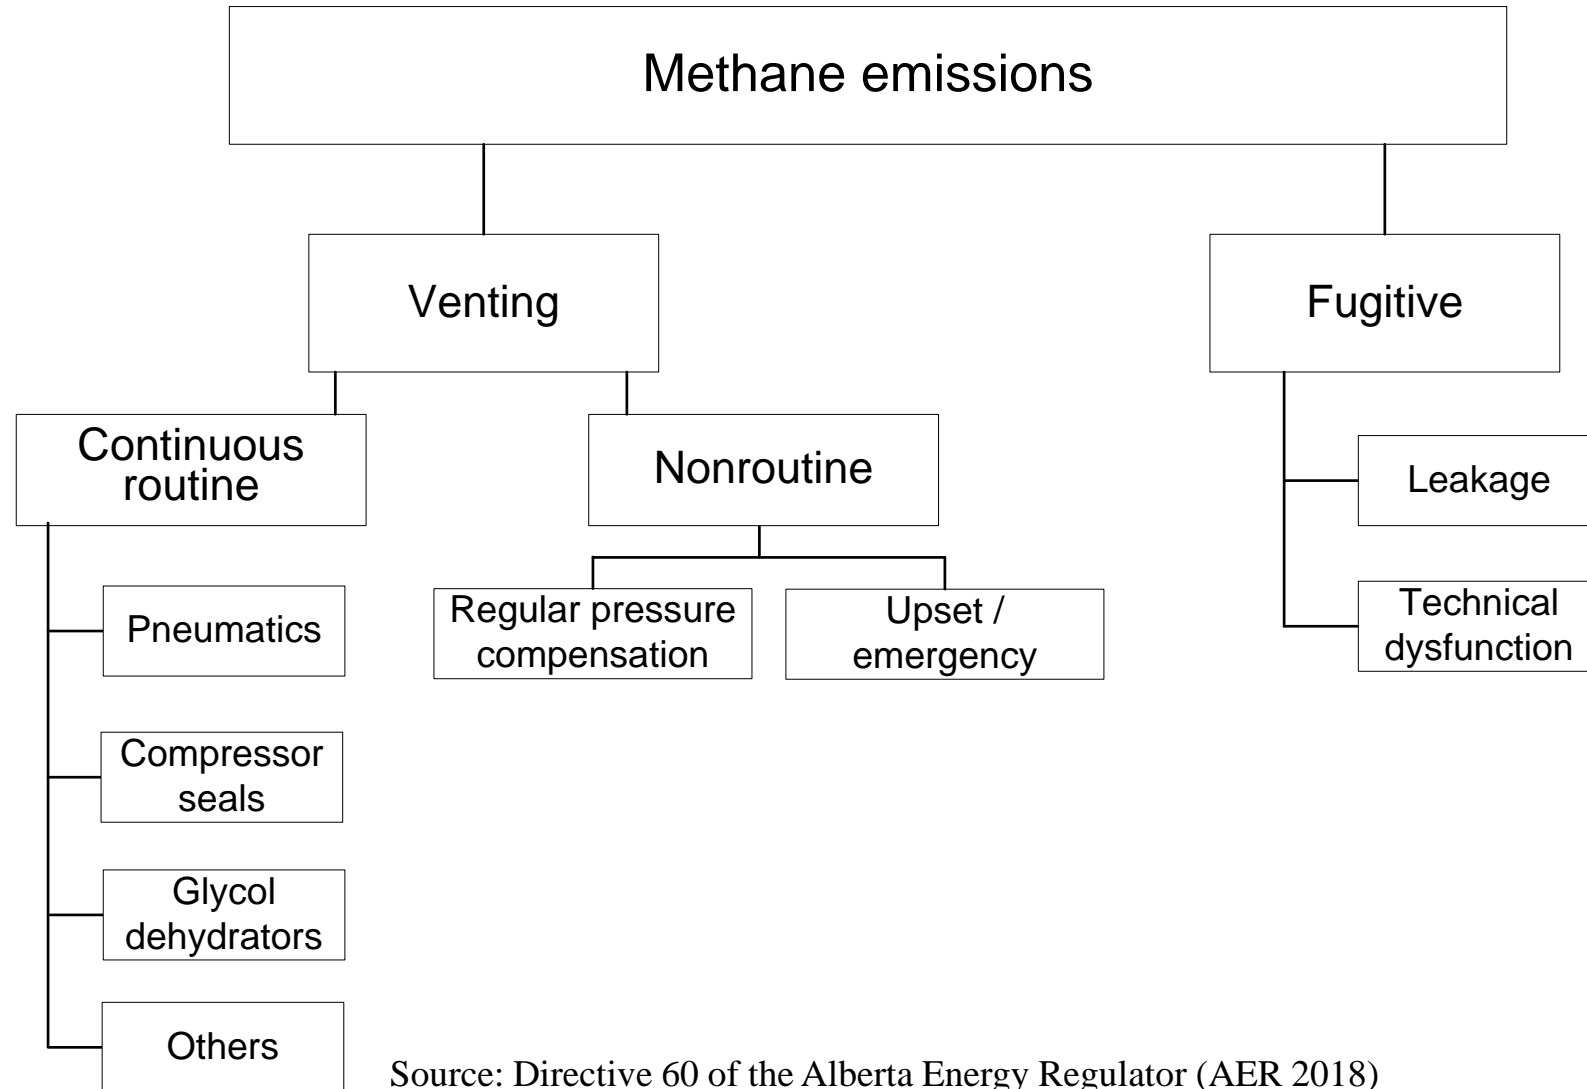 Methane emissions
Venting
Fugitive
Continuous
routine
Nonroutine
Leakage
Technical
dysfunction
Pneumatics
Regular pressure
compensation
Upset /
emergency
Compressor
seals
Glycol
dehydrators
Others
Source: Directive 60 of the Alberta Energy Regulator (AER 2018)